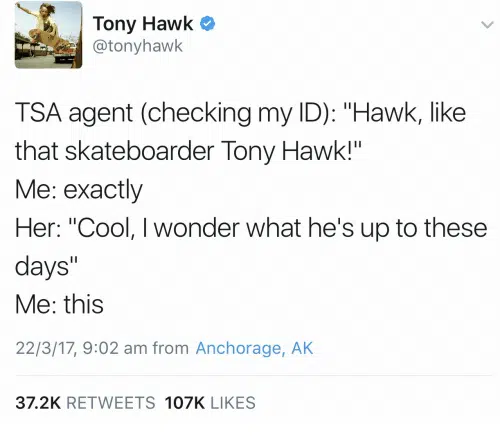 Tony Hawk
@tonyhawk
TSA agent (checking my ID): "Hawk, like
that skateboarder Tony Hawk!"
Me: exactly
Her: "Cool, I wonder what he's up to these
days"
Me: this
22/3/17, 9:02 am from Anchorage, AK
37.2K RETWEETS 107K LIKES